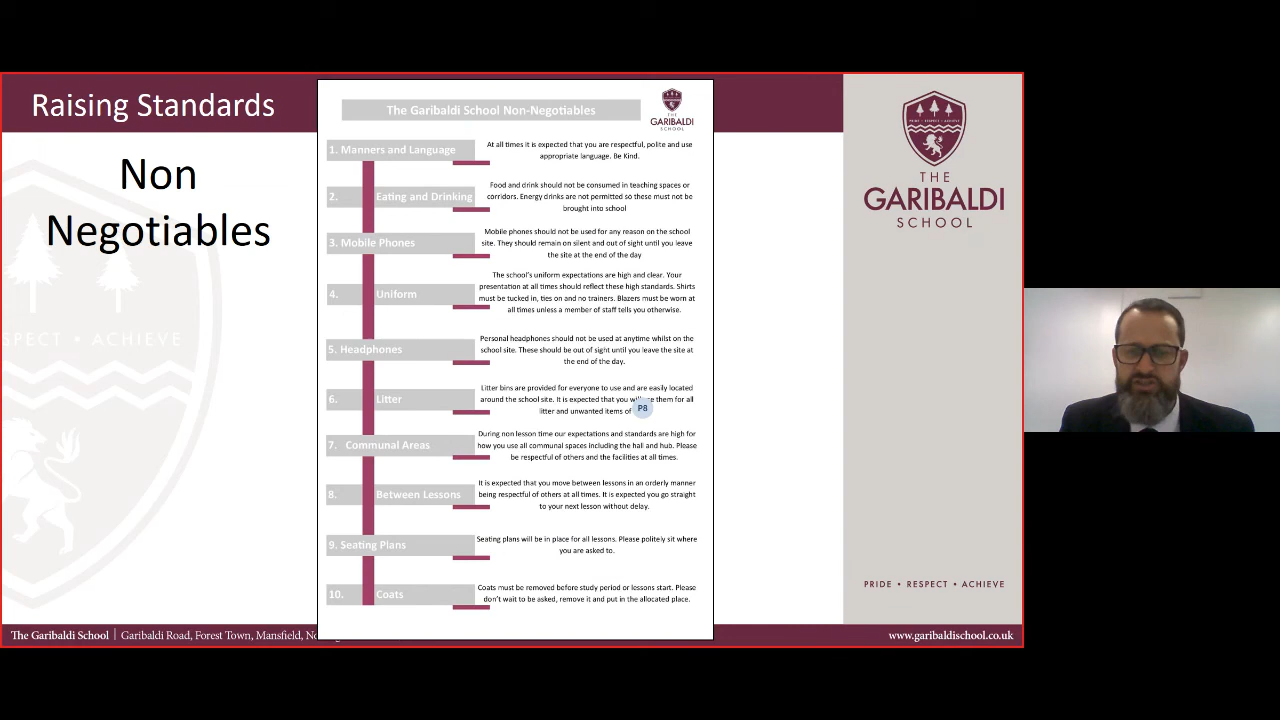 Raising Standards
Non
Negotiables
The Garibaldi School Non-Negotiables
THE
GARIBALDI
SCHOOL
1. Manners and Language
At all times it is expected that you are respectful, polite and use
appropriate language. Be Kind.
2. Eating and Drinking
Food and drink should not be consumed in teaching spaces or
corridors. Energy drinks are not permitted so these must not be
brought into school
3. Mobile Phones
Mobile phones should not be used for any reason on the school
site. They should remain on silent and out of sight until you leave
the site at the end of the day
4. Uniform
The school's uniform expectations are high and clear. Your
presentation at all times should reflect these high standards. Shirts
must be tucked in, ties on and no trainers. Blazers must be worn at
all times unless a member of staff tells you otherwise.
5. Headphones
Personal headphones should not be used at anytime whilst on the
school site. These should be out of sight until you leave the site at
the end of the day.
6. Litter
Litter bins are provided for everyone to use and are easily located
around the school site. It is expected that you them for all
litter and unwanted items of
P8
7. Communal Areas
During non lesson time our expectations and standards are high for
how you use all communal spaces including the hall and hub. Please
be respectful of others and the facilities at all times.
8. Between Lessons
It is expected that you move between lessons in an orderly manner
being respectful of others at all times. It is expected you go straight
to your next lesson without delay.
9. Seating Plans
Seating plans will be in place for all lessons. Please politely sit where
you are asked to.
10. Coats
Coats must be removed before study period or lessons start. Please
don't wait to be asked, remove it and put in the allocated place.
PRIDE • RESPECT • ACHIEVE
THE
GARIBALDI
SCHOOL
PRIDE • RESPECT • ACHIEVE
SPECT • ACHIEVE
The Garibaldi School | Garibaldi Road, Forest Town, Mansfield,
www.garibaldischool.co.uk